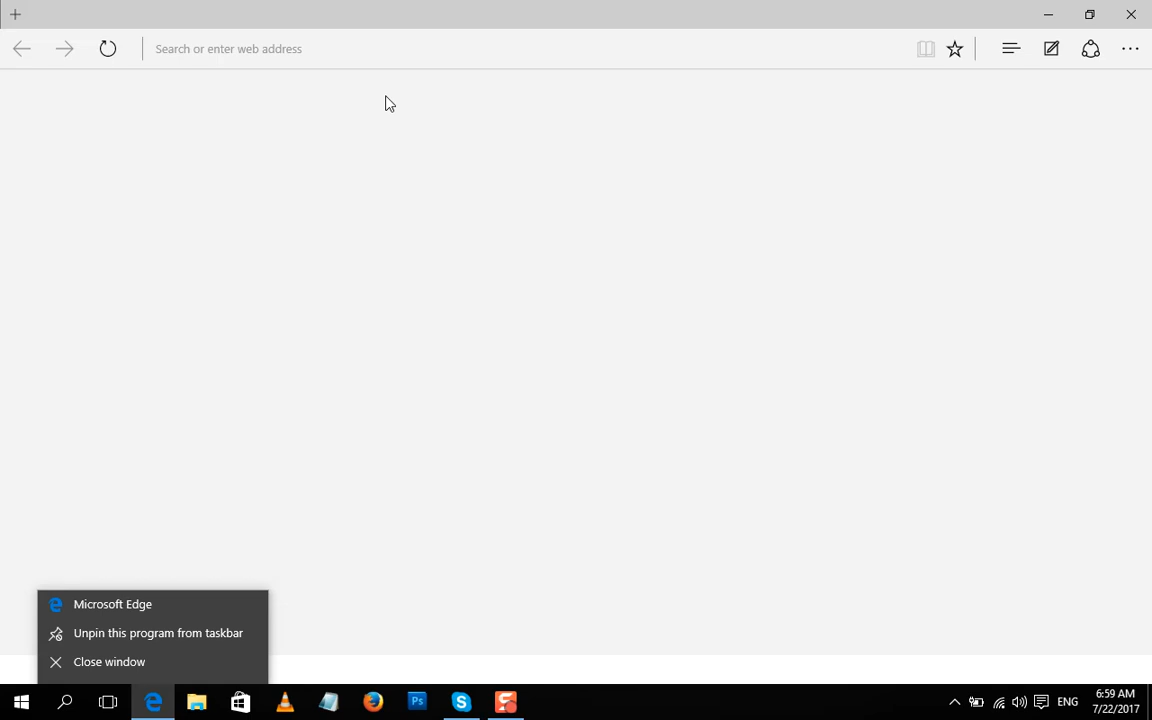 Search or enter web address
Microsoft Edge
Unpin this program from taskbar
Close window
Ps
ENG
6:59 AM
7/22/2017